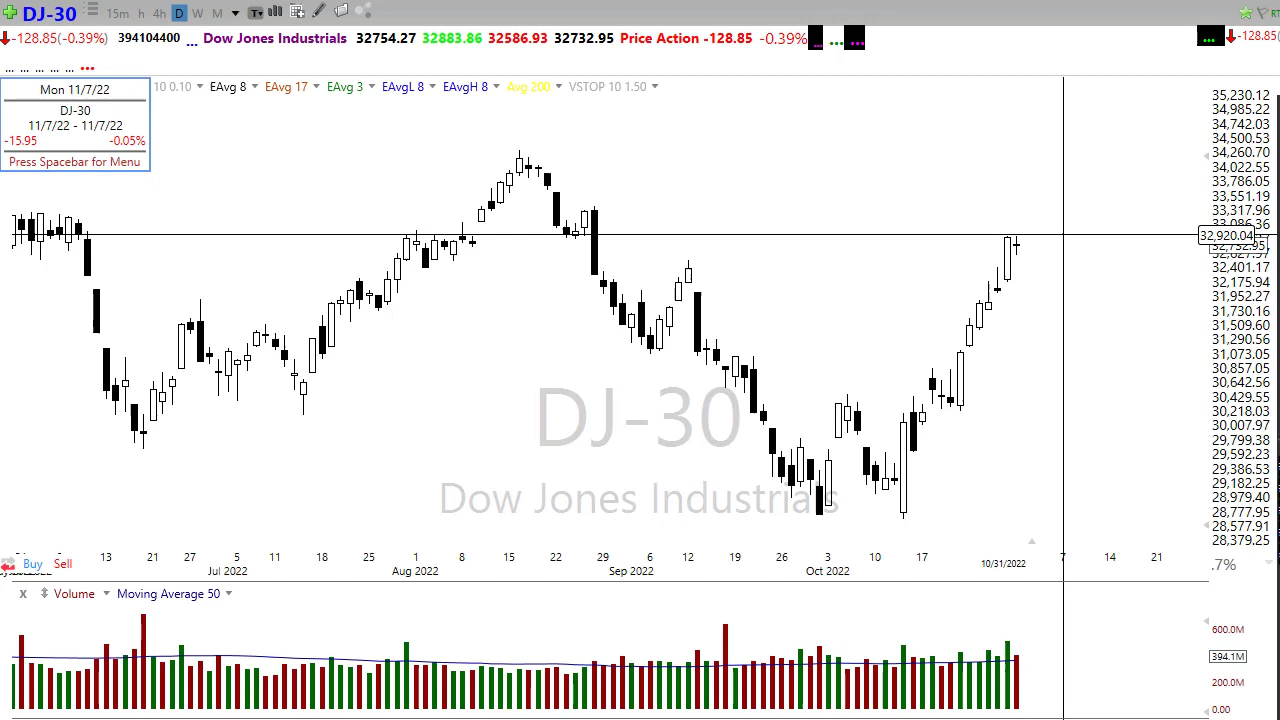 DJ-30 15m h 4h D W M RT
-128.85(-0.39%) 394104400 ... Dow Jones Industrials 32754.27 32883.86 32586.93 32732.95 Price Action -128.85 -0.39% ... ... ... ... -128.85(
... ... ... ... ... ...
Mon 11/7/22
DJ-30
11/7/22 - 11/7/22
-15.95 -0.05%
Press Spacebar for Menu
10 0.10 EAvg 8 EAvg 17 EAvg 3 EAvgL 8 EAvgH 8 Avg 200 VSTOP 10 1.50
35,230.12
34,985.22
34,742.03
34,500.53
34,260.70
34,022.55
33,786.05
33,551.19
33,317.96
33,086.36
32,920.04
32,732.95
32,627.97
32,401.17
32,175.94
31,952.27
31,730.16
31,509.60
31,290.56
31,073.05
30,857.05
30,642.56
30,429.55
30,218.03
30,007.97
29,799.38
29,592.23
29,386.53
29,182.25
28,979.40
28,777.95
28,577.91
28,379.25
DJ-30
Dow Jones Industrials
13 21 27 5 11 18 25 1 8 15 22 29 6 12 19 26 3 10 17 10/31/2022 7 14 21
Jul 2022 Aug 2022 Sep 2022 Oct 2022
Buy Sell
.7%
X Volume Moving Average 50
600.0M
394.1M
200.0M
0.00